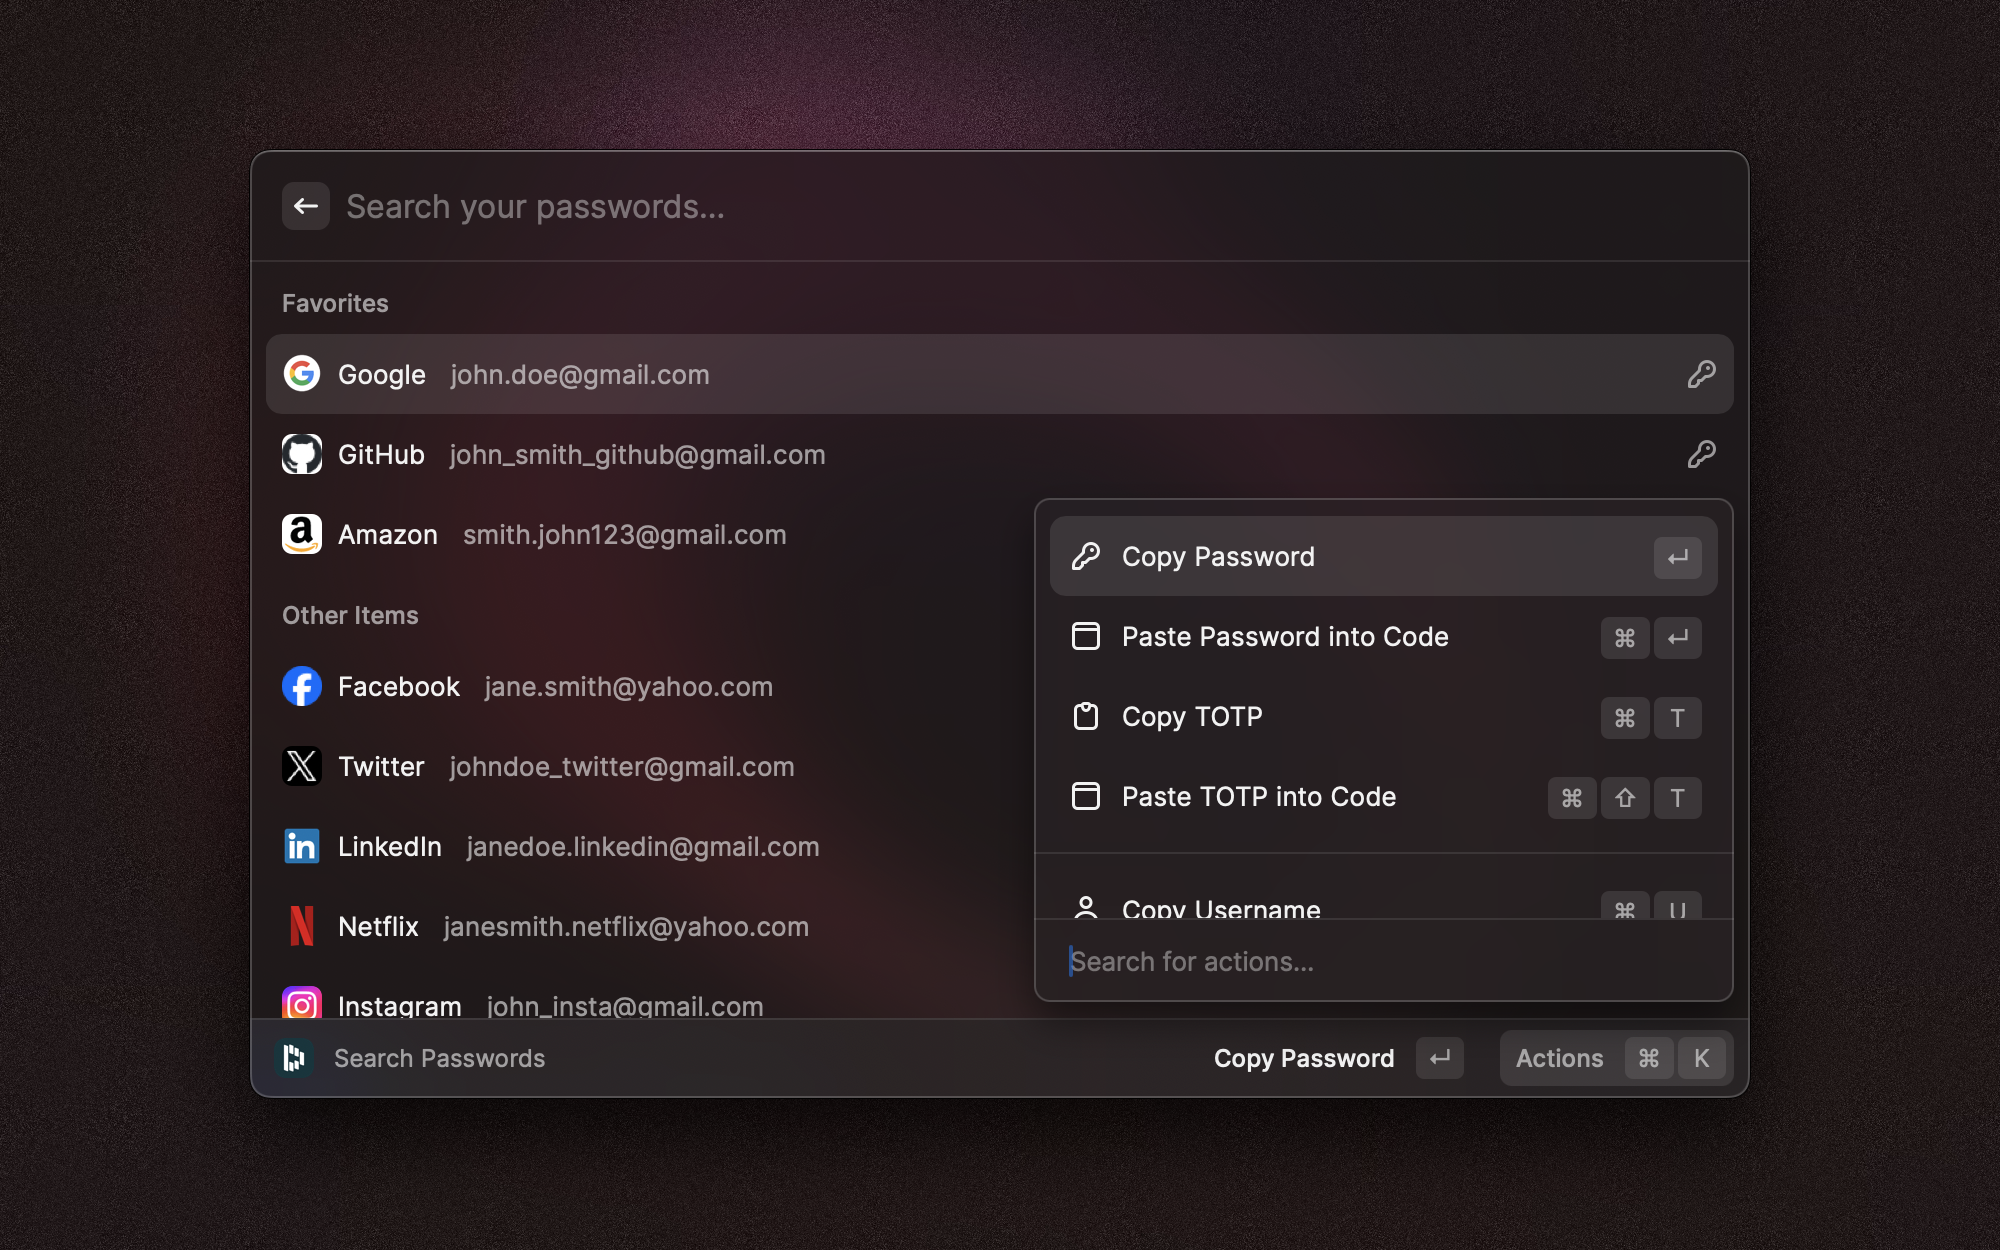 Search your passwords...
Favorites
Google john.doe@gmail.com
GitHub john_smith_github@gmail.com
Amazon smith.john123@gmail.com
Other Items
Facebook jane.smith@yahoo.com
Twitter johndoe_twitter@gmail.com
LinkedIn janedoe.linkedin@gmail.com
Netflix janesmith.netflix@yahoo.com
Instagram john_insta@gmail.com
Copy Password ↵
Paste Password into Code ⌘ ↵
Copy TOTP ⌘ T
Paste TOTP into Code ⌘ ⇧ T
Copy Username ⌘ U
Search for actions...
Search Passwords
Copy Password ↵
Actions ⌘ K